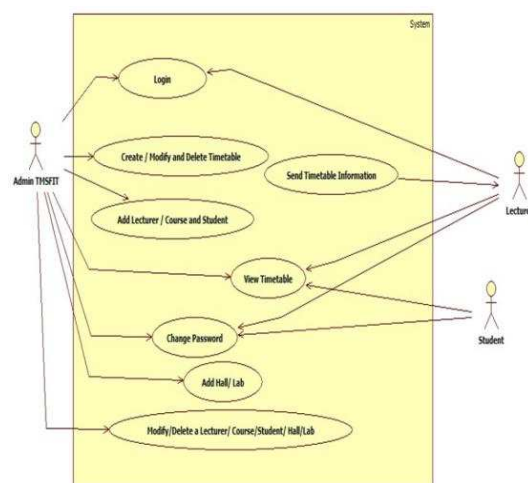 System
Login
Create / Modify and Delete Timetable
Admin TMSFIT
Send Timetable Information
Lecture
Add Lecturer / Course and Student
View Timetable
Change Password
Student
Add Hall/ Lab
Modify/Delete a Lecturer/ Course/Student/ Hall/Lab